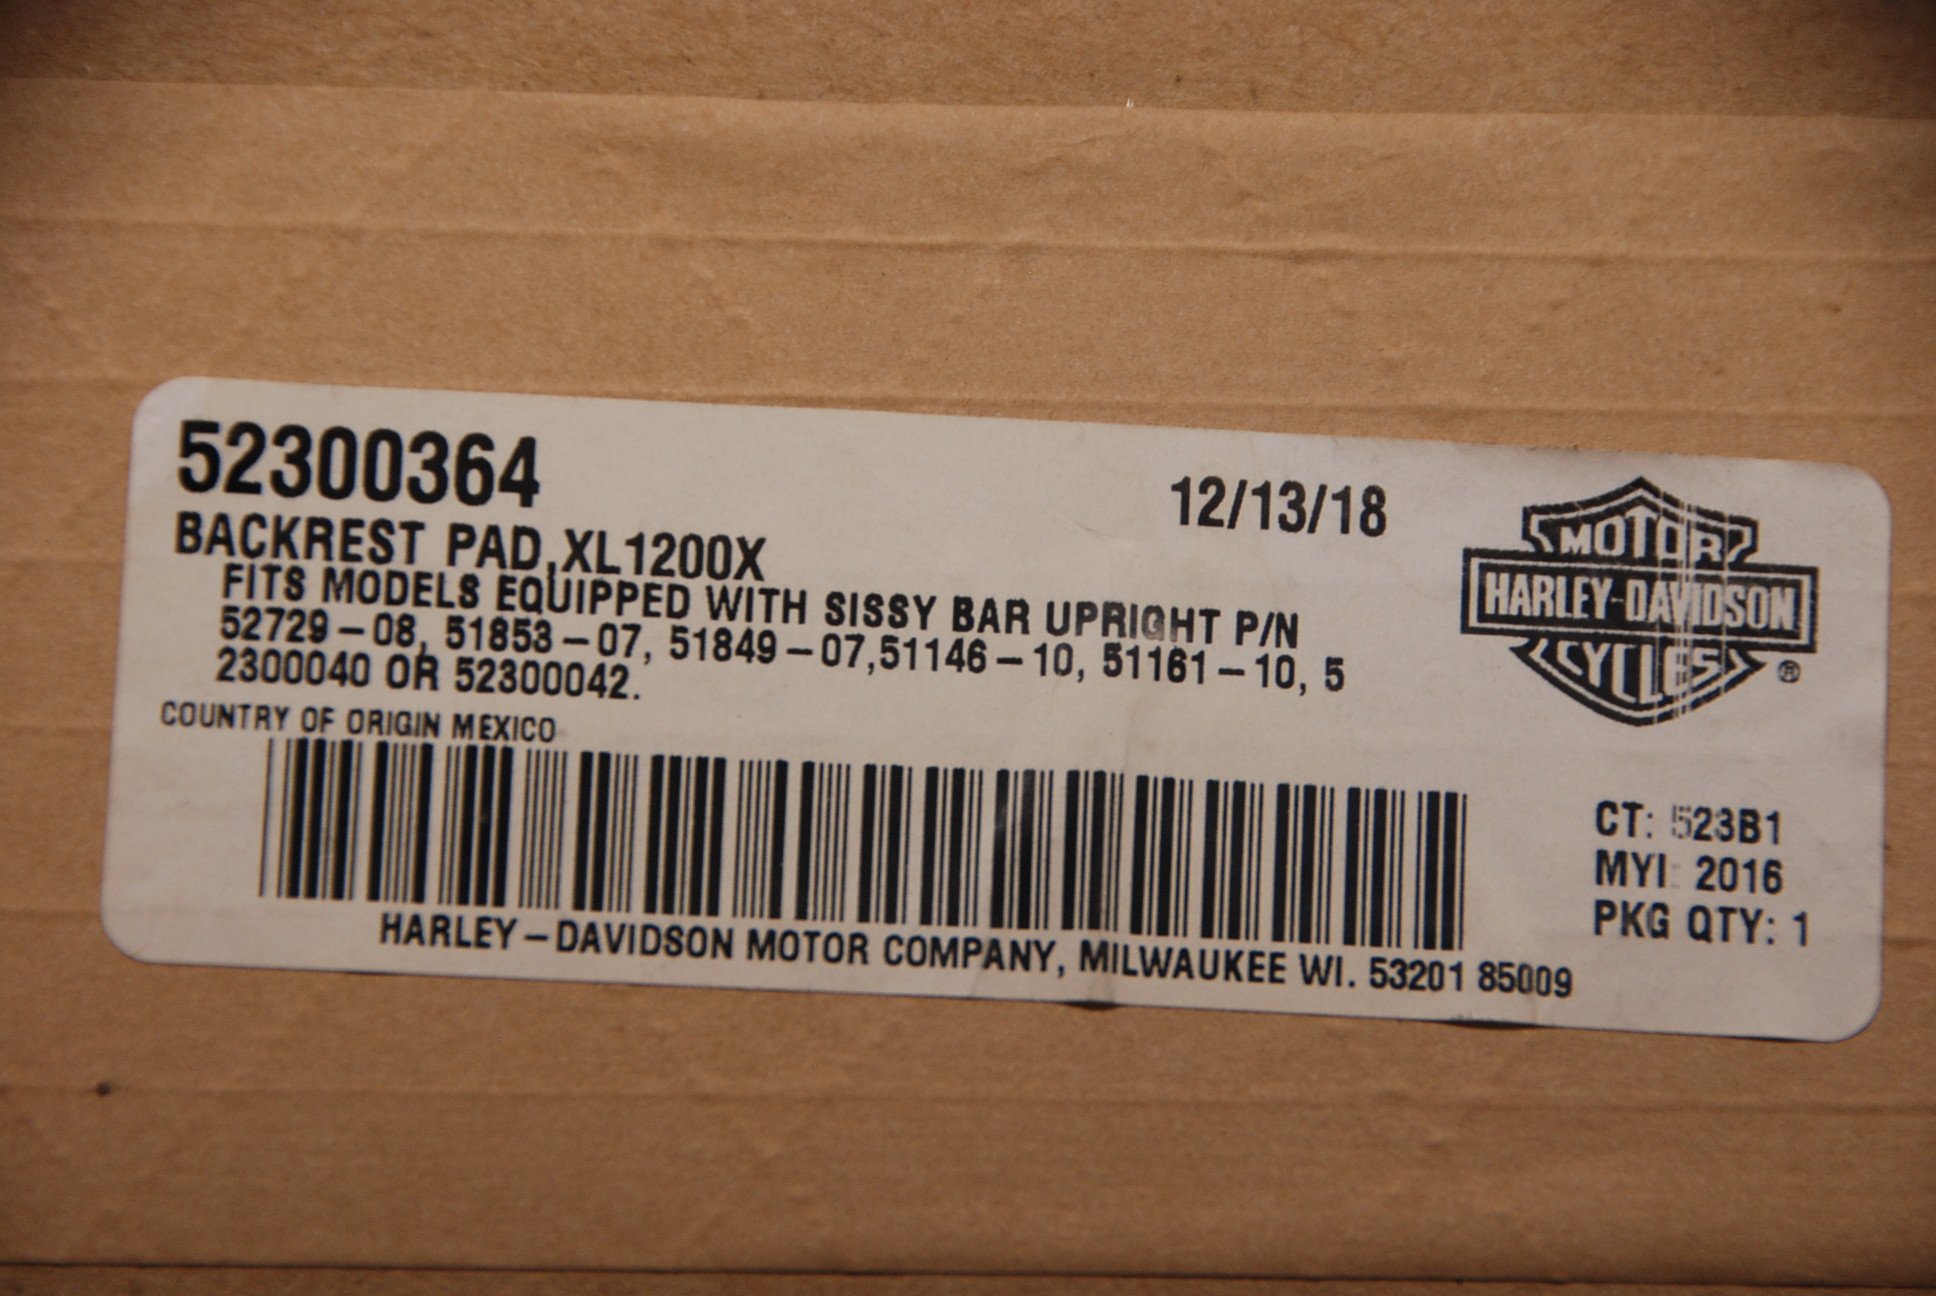 52300364
12/13/18
BACKREST PAD,XL1200X
FITS MODELS EQUIPPED WITH SISSY BAR UPRIGHT P/N
52729-08, 51853-07, 51849-07,51146-10, 51161-10, 5
2300040 OR 52300042.
COUNTRY OF ORIGIN MEXICO
MOTOR
HARLEY-DAVIDSON
CYCLES
®
CT: 523B1
MYI: 2016
PKG QTY: 1
HARLEY-DAVIDSON MOTOR COMPANY, MILWAUKEE WI. 53201 85009